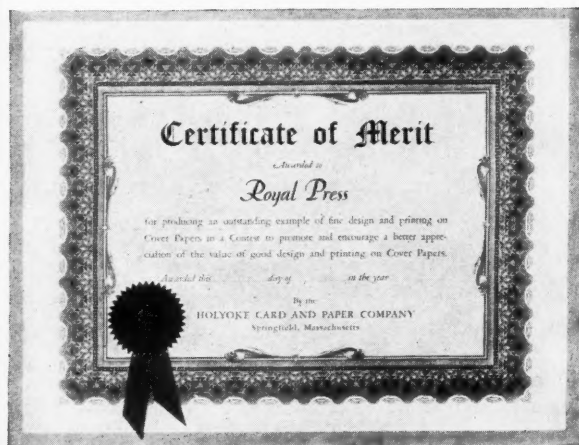 Certificate of Merit
Awarded to
Royal Press
for producing an outstanding example of fine design and printing on
Cover Papers in a Contest to promote and encourage a better appre-
ciation of the value of good design and printing on Cover Papers.
Awarded this day of in the year
By the
HOLYOKE CARD AND PAPER COMPANY
Springfield, Massachusetts